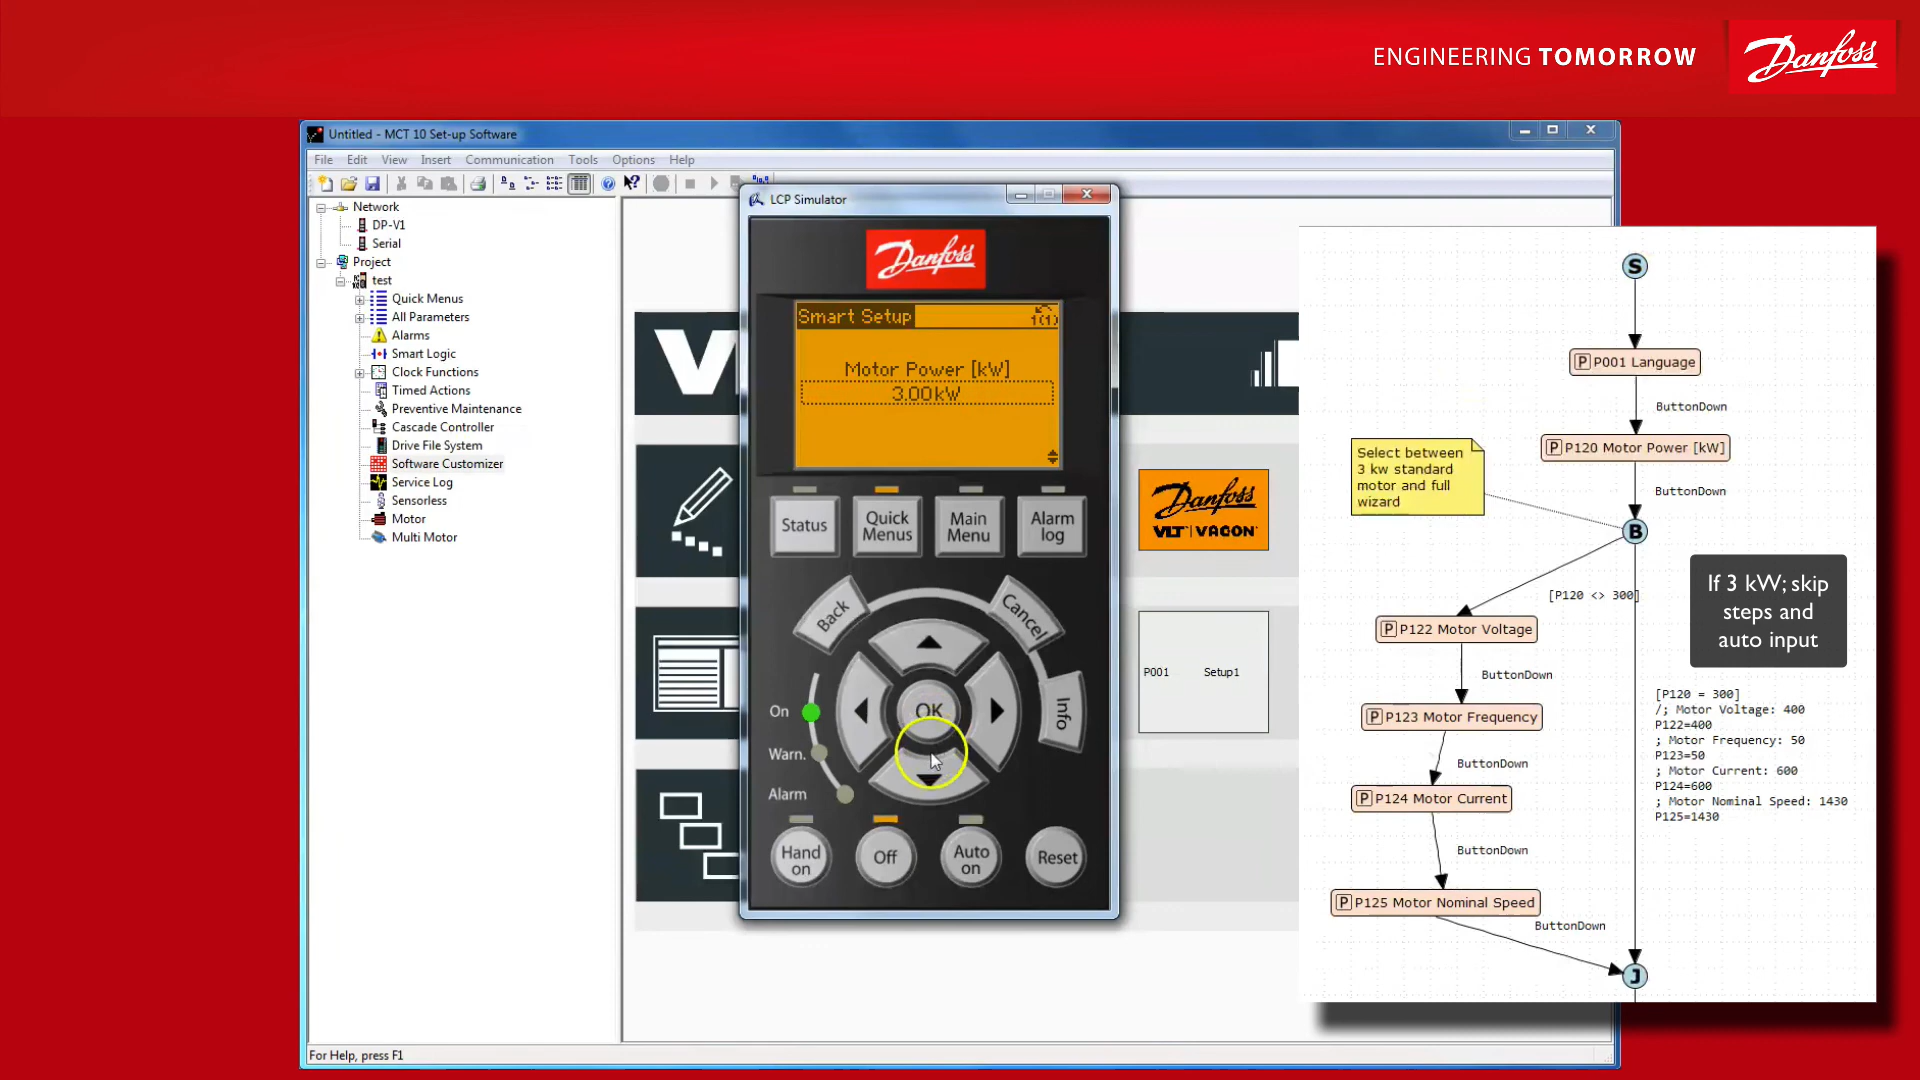 ENGINEERING TOMORROW
Danfoss
Untitled - MCT 10 Set-up Software
File Edit View Insert Communication Tools Options Help
Network
DP-V1
Serial
Project
test
Quick Menus
All Parameters
Alarms
Smart Logic
Clock Functions
Timed Actions
Preventive Maintenance
Cascade Controller
Drive File System
Software Customizer
Service Log
Sensorless
Motor
Multi Motor
For Help, press F1
V
LCP Simulator
Danfoss
Smart Setup
1(1)
Motor Power [kW]
3.00kW
Status
Quick Menus
Main Menu
Alarm log
Back
Cancel
Info
OK
On
Warn.
Alarm
Hand on
Off
Auto on
Reset
Danfoss
VLT VAGON
P001 Setup1
S
P P001 Language
ButtonDown
P P120 Motor Power [kW]
ButtonDown
Select between
3 kw standard
motor and full
wizard
B
[P120 <> 300]
If 3 kW; skip
steps and
auto input
P P122 Motor Voltage
ButtonDown
P P123 Motor Frequency
ButtonDown
P P124 Motor Current
ButtonDown
P P125 Motor Nominal Speed
ButtonDown
J
[P120 = 300]
/; Motor Voltage: 400
P122=400
; Motor Frequency: 50
P123=50
; Motor Current: 600
P124=600
; Motor Nominal Speed: 1430
P125=1430